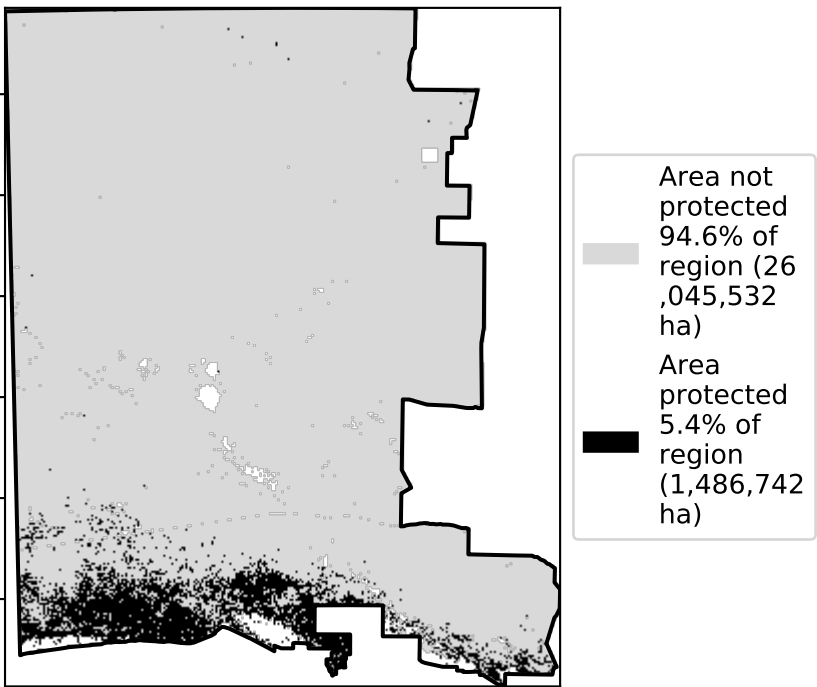 Area not
protected
94.6% of
region (26
,045,532
ha)
Area
protected
5.4% of
region
(1,486,742
ha)